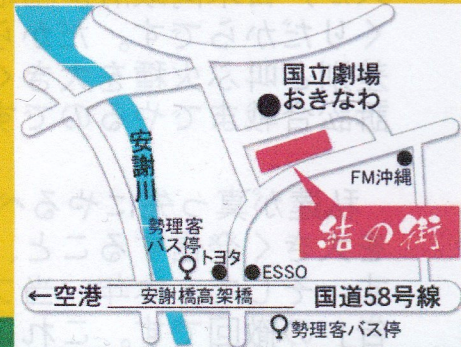 国立劇場
おきなわ
安謝川
FM沖縄
結の街
勢理客
バス停
トヨタ
ESSO
←空港
安謝橋高架橋
国道58号線
勢理客バス停